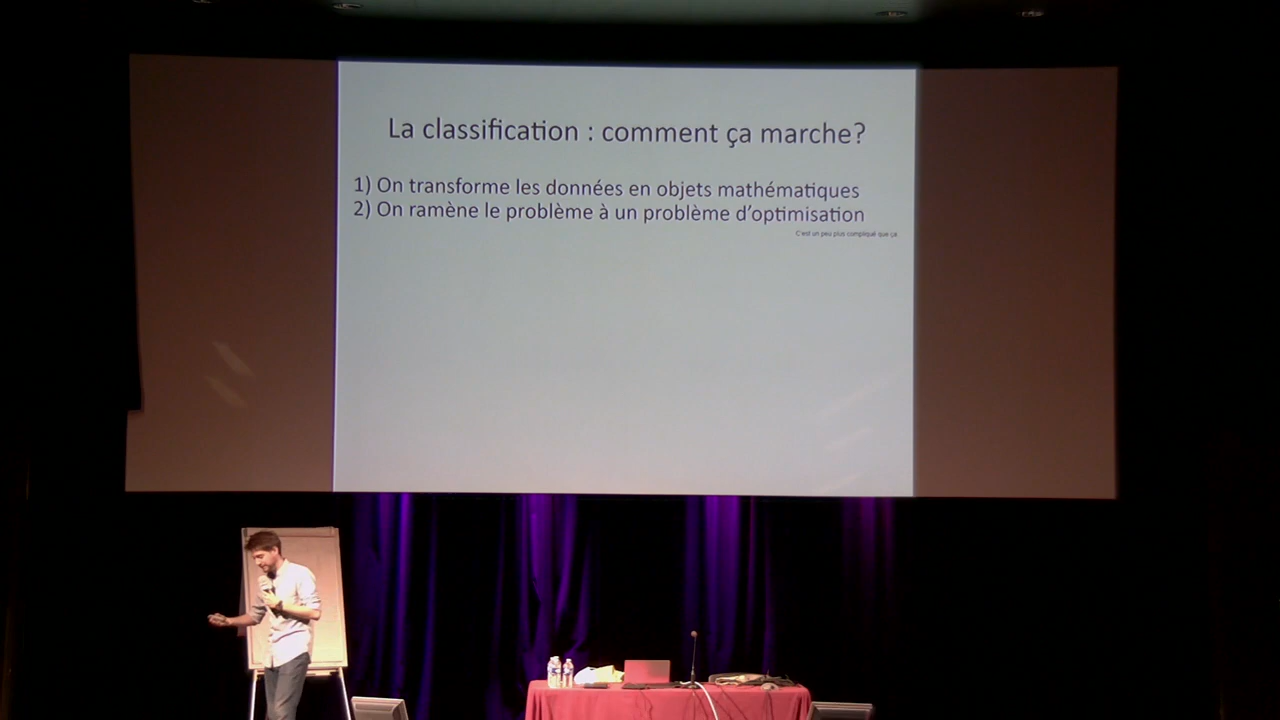 La classification : comment ça marche?
1) On transforme les données en objets mathématiques
2) On ramène le problème à un problème d'optimisation
C'est un peu plus compliqué que ça